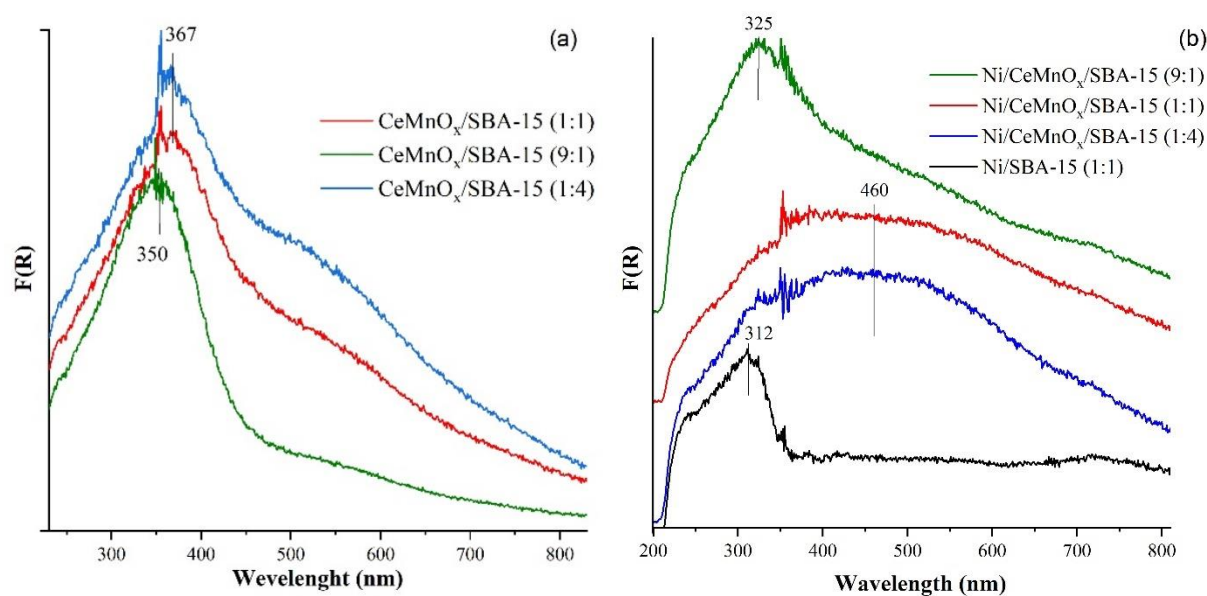 367
(a)
CeMnOx/SBA-15 (1:1)
CeMnOx/SBA-15 (9:1)
CeMnOx/SBA-15 (1:4)
350
F(R)
300 400 500 600 700 800
Wevelenght (nm)
325
(b)
Ni/CeMnOx/SBA-15 (9:1)
Ni/CeMnOx/SBA-15 (1:1)
Ni/CeMnOx/SBA-15 (1:4)
Ni/SBA-15 (1:1)
460
312
F(R)
200 300 400 500 600 700 800
Wavelength (nm)